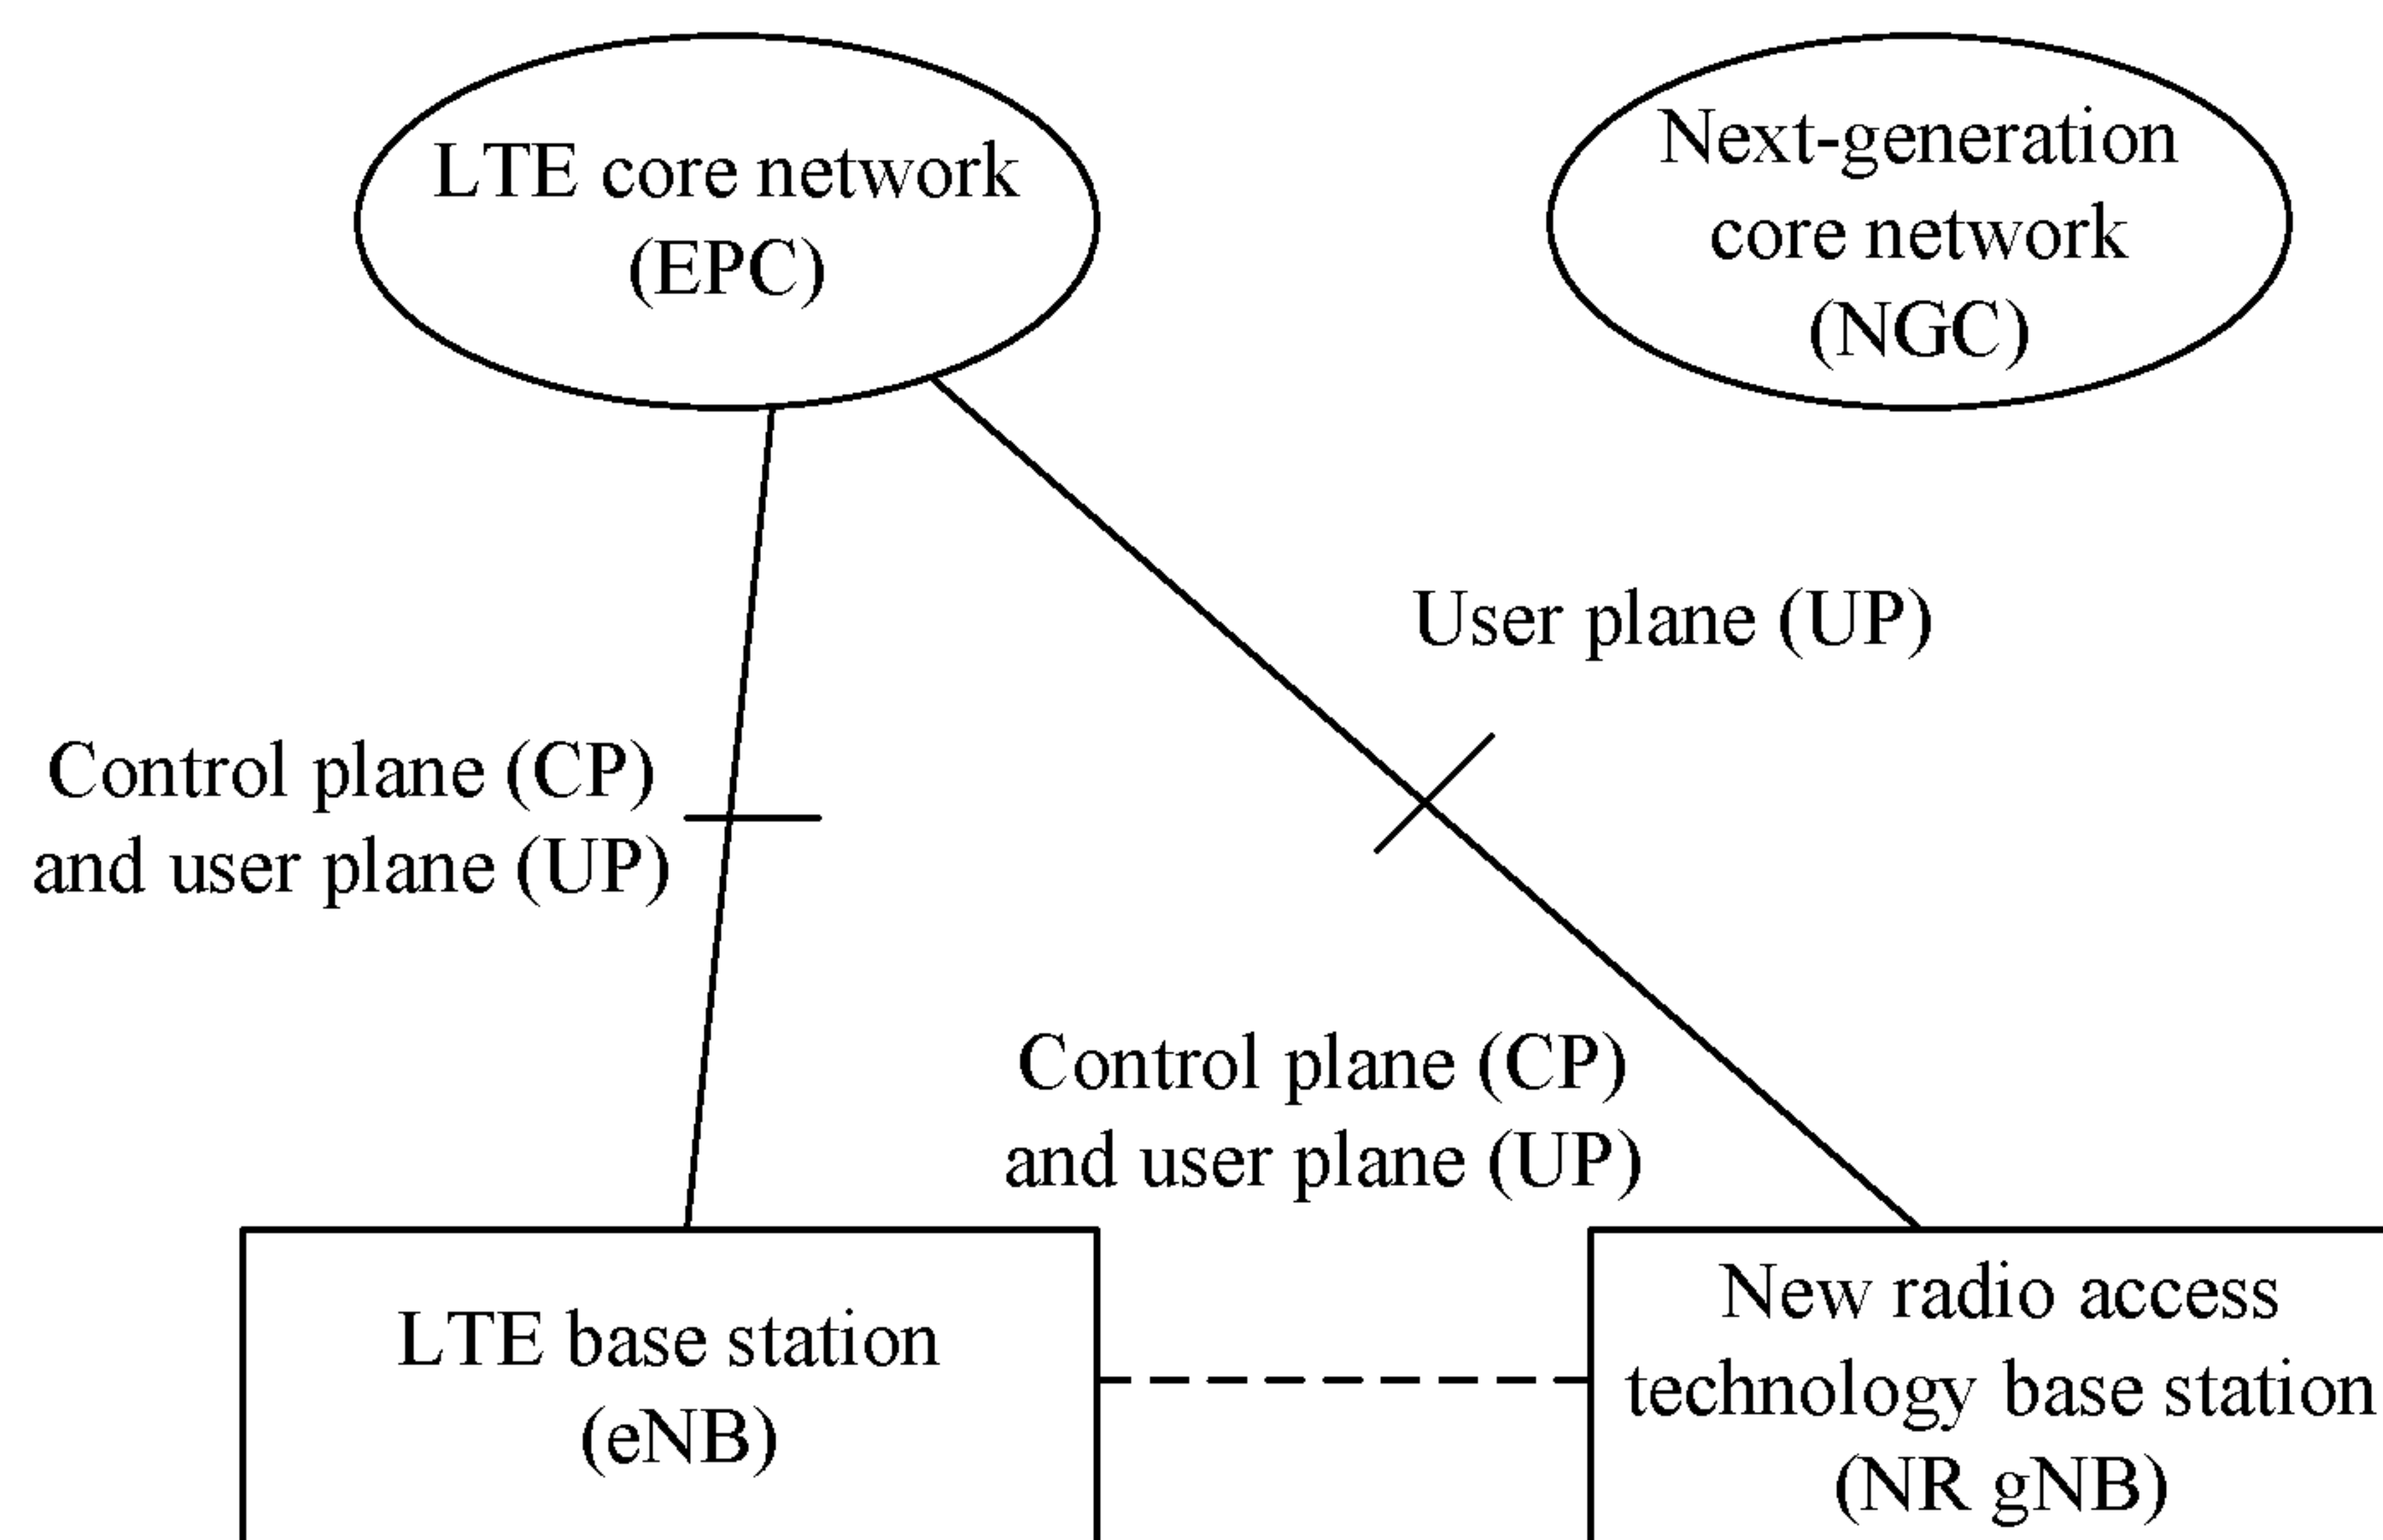 LTE core network
(EPC)
Next-generation
core network
(NGC)
User plane (UP)
Control plane (CP)
and user plane (UP)
Control plane (CP)
and user plane (UP)
LTE base station
(eNB)
New radio access
technology base station
(NR gNB)